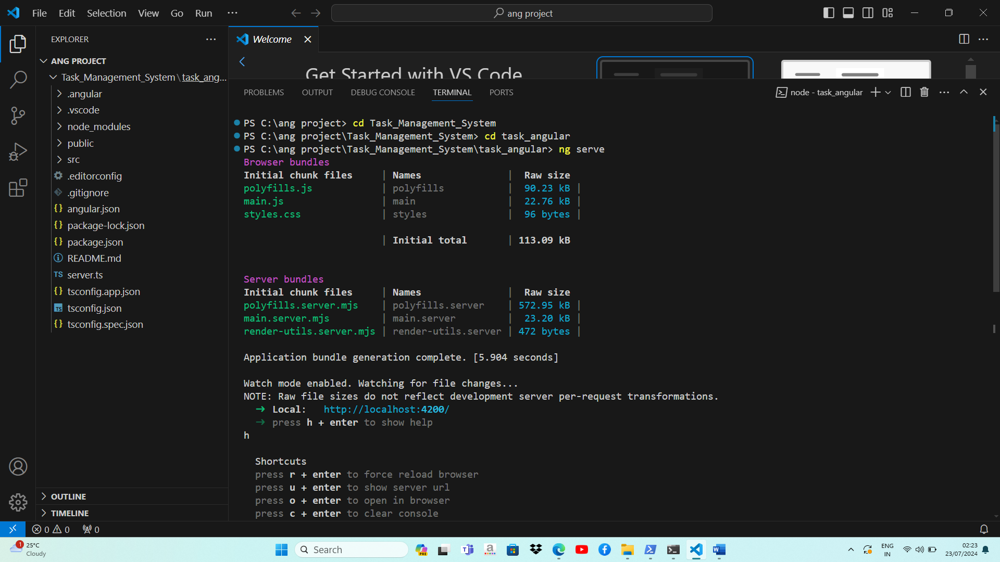 File Edit Selection View Go Run ···
ang project
EXPLORER ···
ANG PROJECT
Task_Management_System\task_ang...
.angular
.vscode
node_modules
public
src
.editorconfig
.gitignore
{} angular.json
{} package-lock.json
{} package.json
README.md
TS server.ts
{} tsconfig.app.json
TS tsconfig.json
{} tsconfig.spec.json
OUTLINE
TIMELINE
Welcome
Get Started with VS Code
PROBLEMS OUTPUT DEBUG CONSOLE TERMINAL PORTS
node - task_angular
PS C:\ang project> cd Task_Management_System
PS C:\ang project\Task_Management_System> cd task_angular
PS C:\ang project\Task_Management_System\task_angular> ng serve
Browser bundles
Initial chunk files | Names | Raw size
polyfills.js | polyfills | 90.23 kB |
main.js | main | 22.76 kB |
styles.css | styles | 96 bytes |
| Initial total | 113.09 kB
Server bundles
Initial chunk files | Names | Raw size
polyfills.server.mjs | polyfills.server | 572.95 kB |
main.server.mjs | main.server | 23.20 kB |
render-utils.server.mjs | render-utils.server | 472 bytes |
Application bundle generation complete. [5.904 seconds]
Watch mode enabled. Watching for file changes...
NOTE: Raw file sizes do not reflect development server per-request transformations.
➜ Local: http://localhost:4200/
➜ press h + enter to show help
h
Shortcuts
press r + enter to force reload browser
press u + enter to show server url
press o + enter to open in browser
press c + enter to clear console
0 0 0
1
25°C
Cloudy
Search
PRE
ENG
IN
02:23
23/07/2024